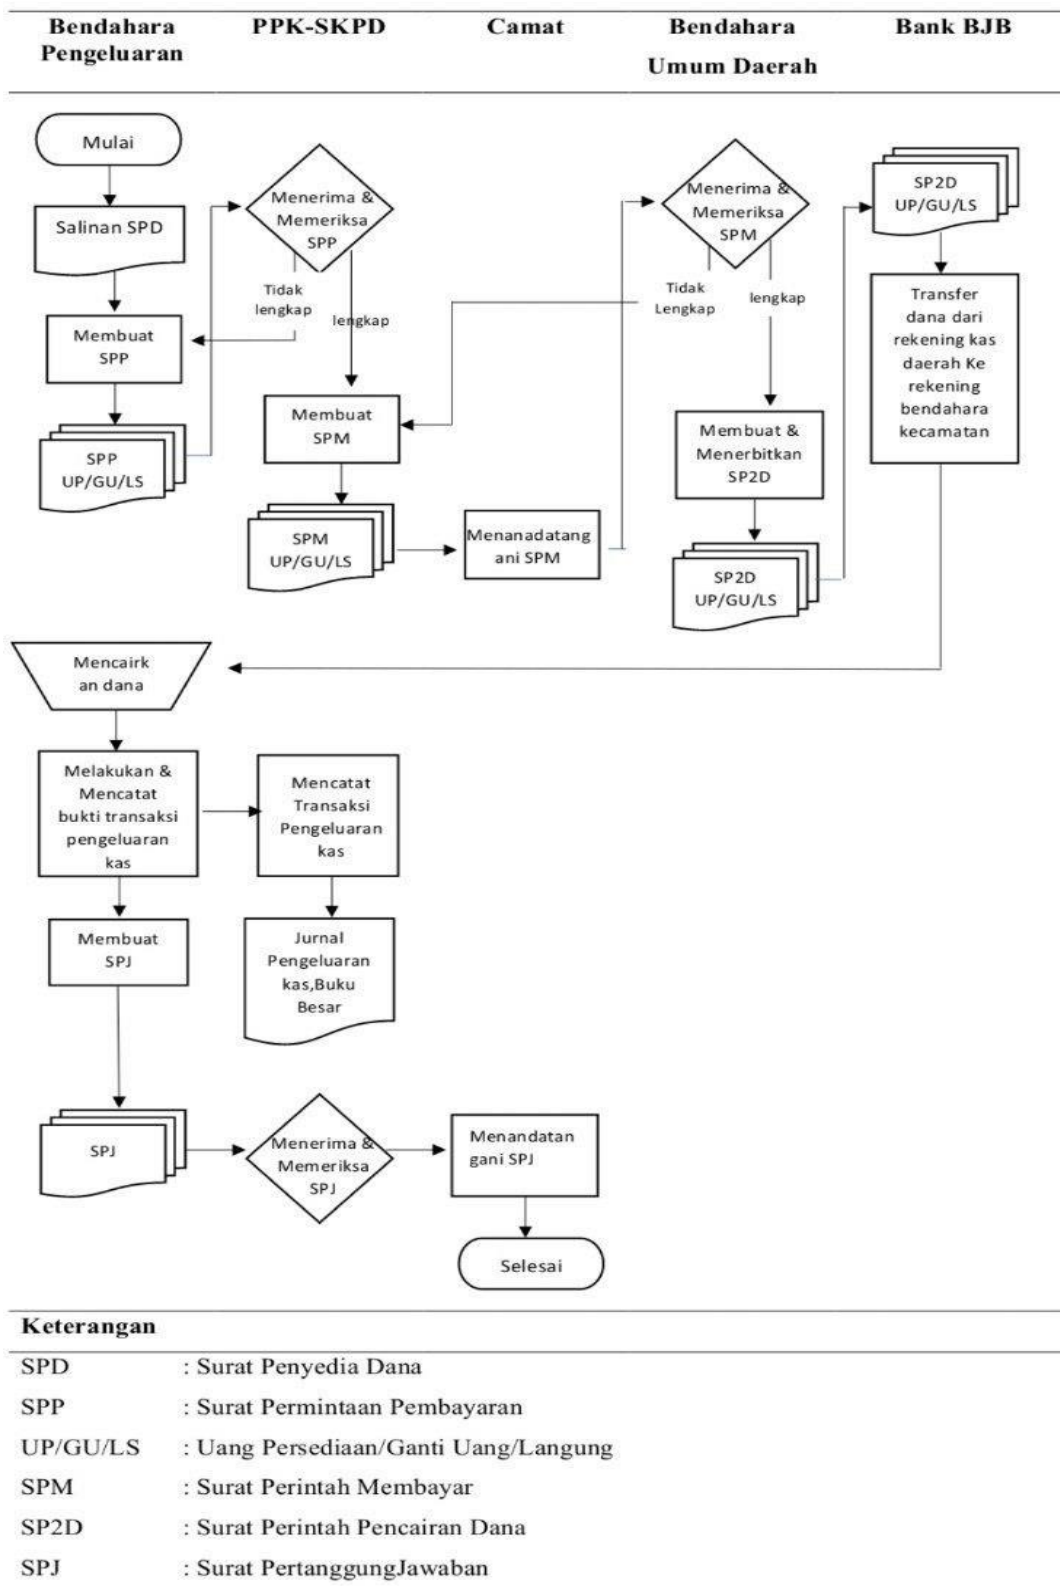 Bendahara
Pengeluaran
PPK-SKPD
Camat
Bendahara
Umum Daerah
Bank BJB
Mulai
Salinan SPD
Membuat
SPP
SPP
UP/GU/LS
Menerima &
Memeriksa
SPP
Tidak
lengkap
lengkap
Membuat
SPM
SPM
UP/GU/LS
Menanadatang
ani SPM
Menerima &
Memeriksa
SPM
Tidak
Lengkap
lengkap
Membuat &
Menerbitkan
SP2D
SP2D
UP/GU/LS
SP2D
UP/GU/LS
Transfer
dana dari
rekening kas
daerah Ke
rekening
bendahara
kecamatan
Mencairk
an dana
Melakukan &
Mencatat
bukti transaksi
pengeluaran
kas
Mencatat
Transaksi
Pengeluaran
kas
Membuat
SPJ
Jurnal
Pengeluaran
kas,Buku
Besar
SPJ
Menerima &
Memeriksa
SPJ
Menandatan
gani SPJ
Selesai
Keterangan
SPD : Surat Penyedia Dana
SPP : Surat Permintaan Pembayaran
UP/GU/LS : Uang Persediaan/Ganti Uang/Langung
SPM : Surat Perintah Membayar
SP2D : Surat Perintah Pencairan Dana
SPJ : Surat PertanggungJawaban